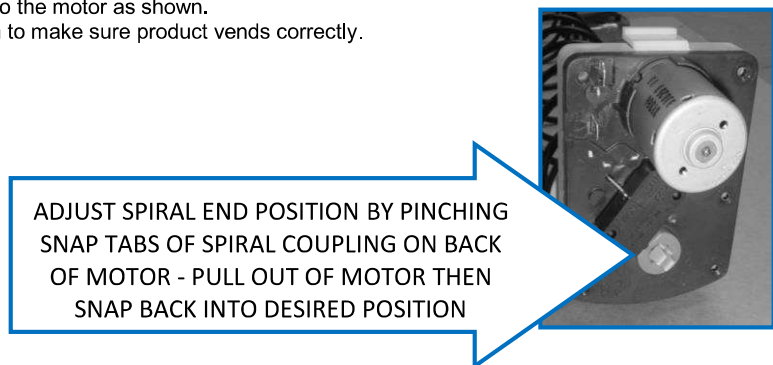 o the motor as shown.
to make sure product vends correctly.
ADJUST SPIRAL END POSITION BY PINCHING
SNAP TABS OF SPIRAL COUPLING ON BACK
OF MOTOR - PULL OUT OF MOTOR THEN
SNAP BACK INTO DESIRED POSITION